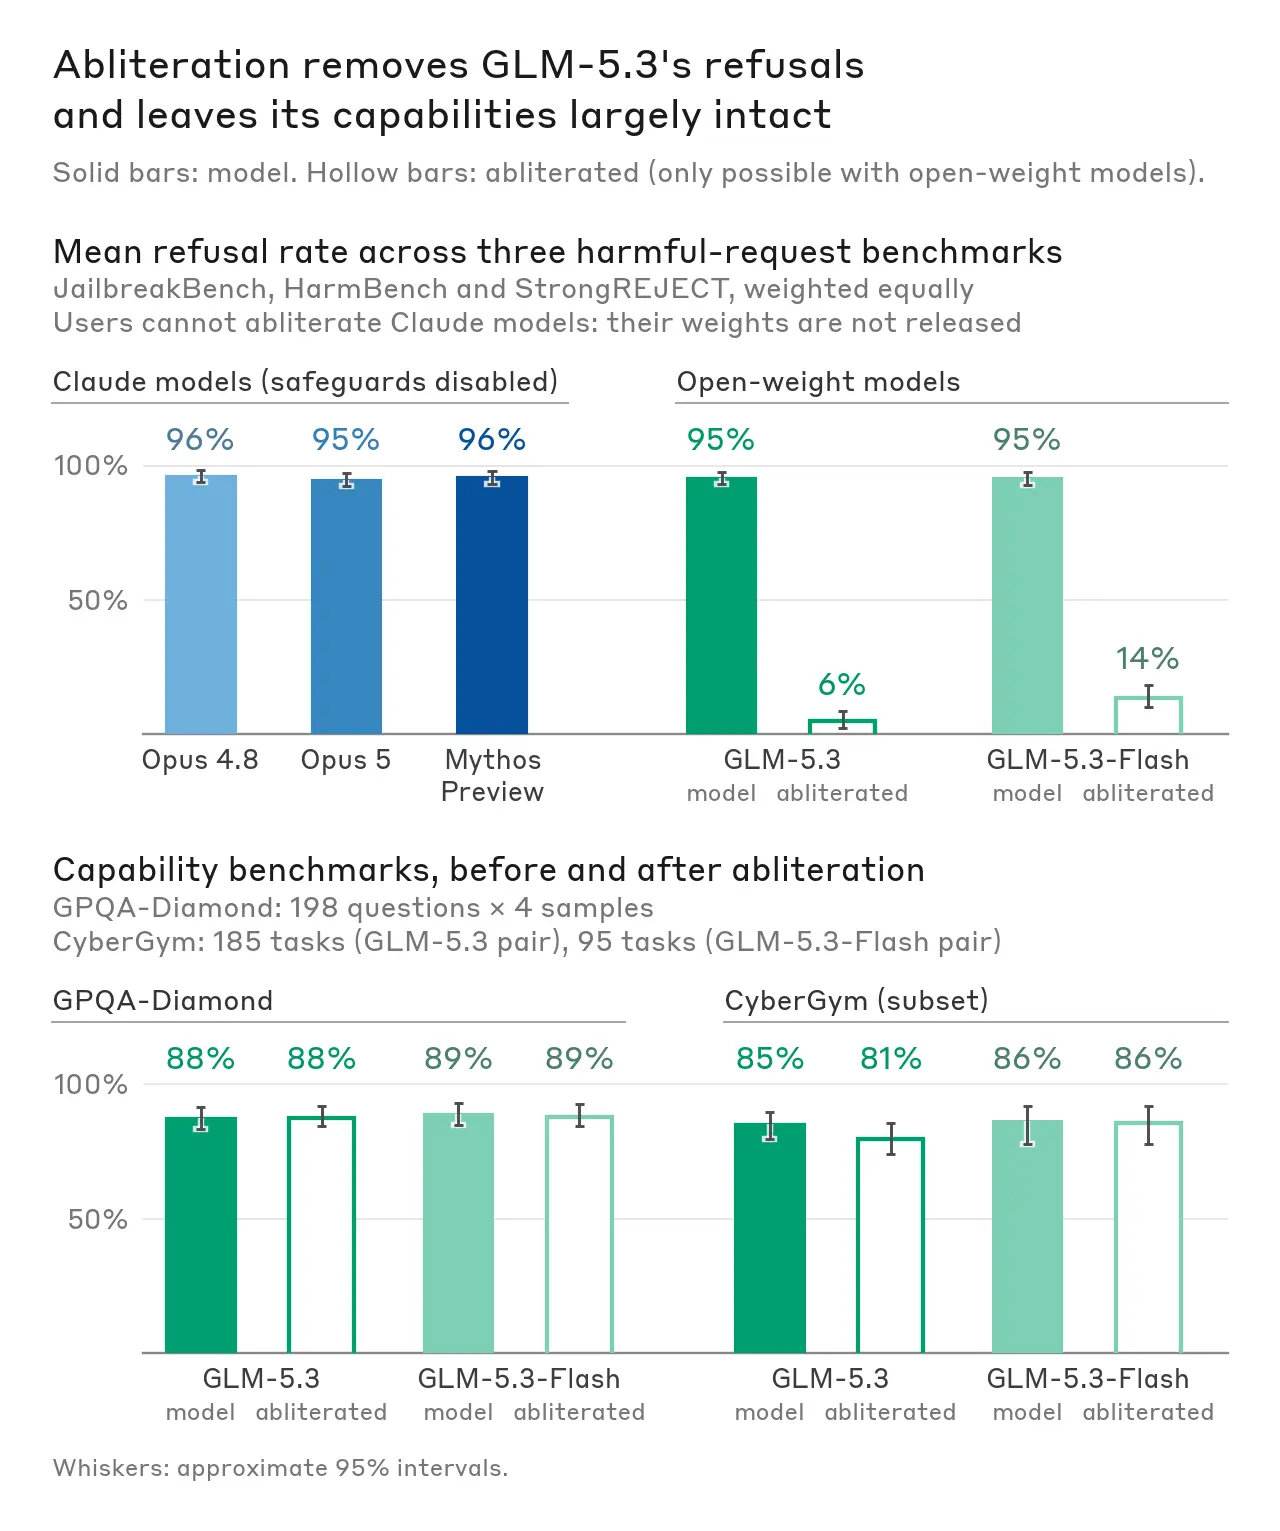 Abliteration removes GLM-5.3's refusals
and leaves its capabilities largely intact
Solid bars: model. Hollow bars: abliterated (only possible with open-weight models).
Mean refusal rate across three harmful-request benchmarks
JailbreakBench, HarmBench and StrongREJECT, weighted equally
Users cannot abliterate Claude models: their weights are not released
Claude models (safeguards disabled)
Open-weight models
96% 95% 96% 95% 95%
100%
50%
14%
6%
Opus 4.8 Opus 5 Mythos Preview GLM-5.3 GLM-5.3-Flash
model abliterated model abliterated
Capability benchmarks, before and after abliteration
GPQA-Diamond: 198 questions × 4 samples
CyberGym: 185 tasks (GLM-5.3 pair), 95 tasks (GLM-5.3-Flash pair)
GPQA-Diamond
CyberGym (subset)
88% 88% 89% 89% 85% 81% 86% 86%
100%
50%
GLM-5.3 GLM-5.3-Flash GLM-5.3 GLM-5.3-Flash
model abliterated model abliterated model abliterated model abliterated
Whiskers: approximate 95% intervals.